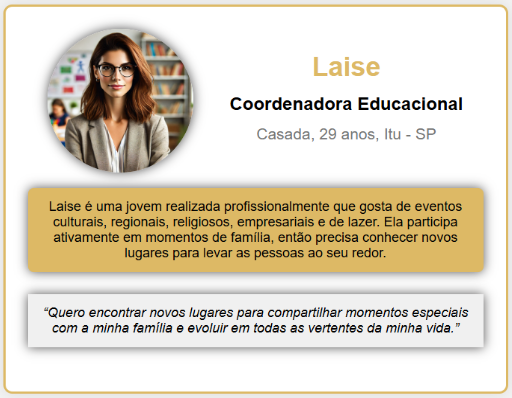 Laise
Coordenadora Educacional
Casada, 29 anos, Itu - SP
Laise é uma jovem realizada profissionalmente que gosta de eventos
culturais, regionais, religiosos, empresariais e de lazer. Ela participa
ativamente em momentos de família, então precisa conhecer novos
lugares para levar as pessoas ao seu redor.
“Quero encontrar novos lugares para compartilhar momentos especiais
com a minha família e evoluir em todas as vertentes da minha vida.”